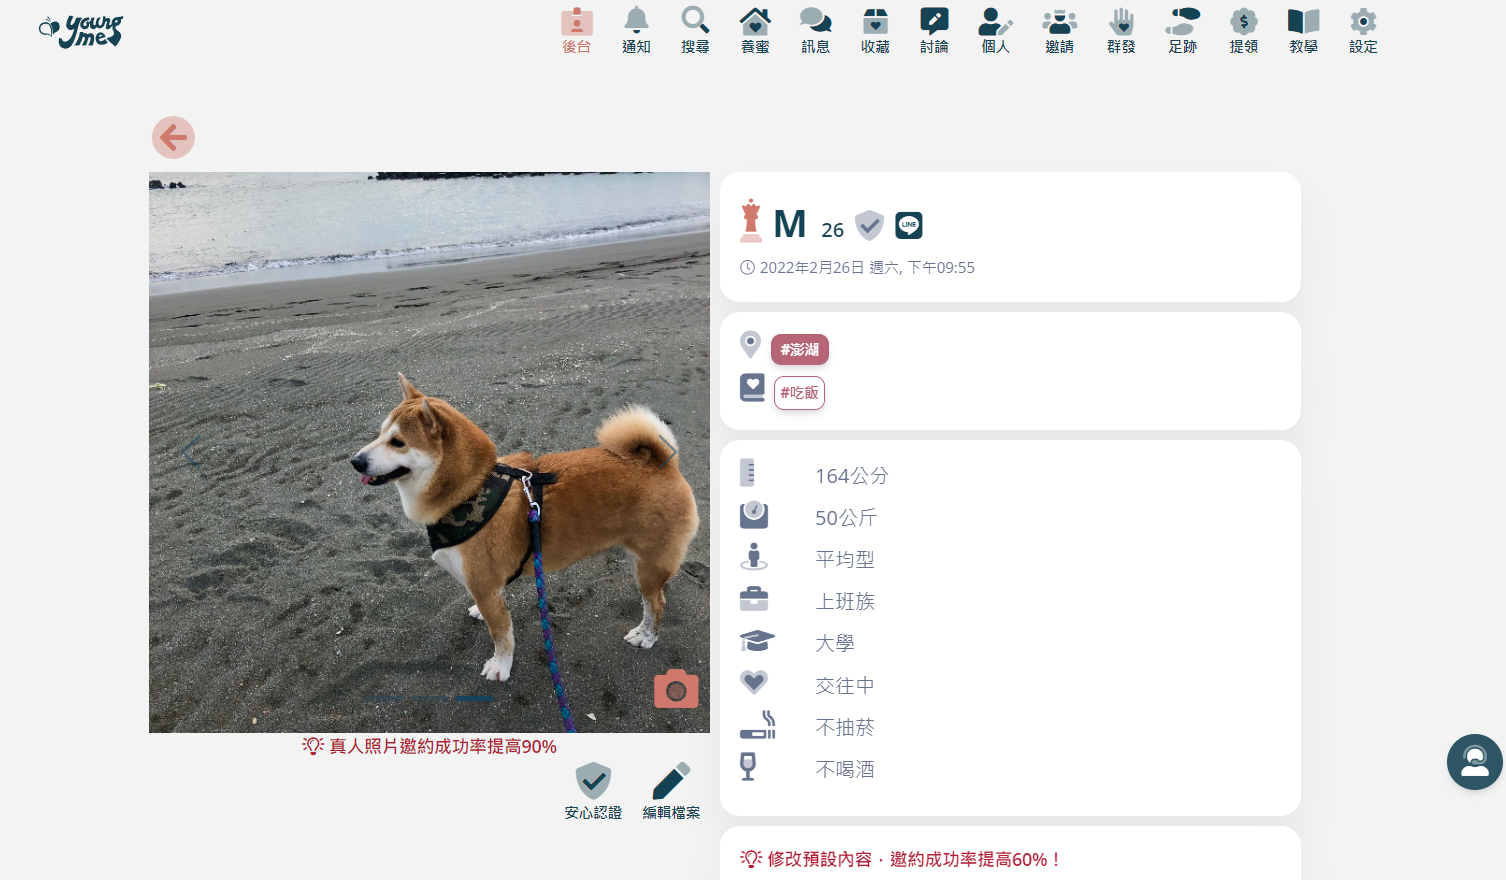 young me
後台 通知 搜尋 養蜜 訊息 收藏 討論 個人 邀請 群發 足跡 提領 教學 設定
M 26 LINE
2022年2月26日 週六, 下午09:55
#澎湖
#吃飯
164公分
50公斤
平均型
上班族
大學
交往中
不抽菸
不喝酒
真人照片邀約成功率提高90%
安心認證 編輯檔案
修改預設內容，邀約成功率提高60%！